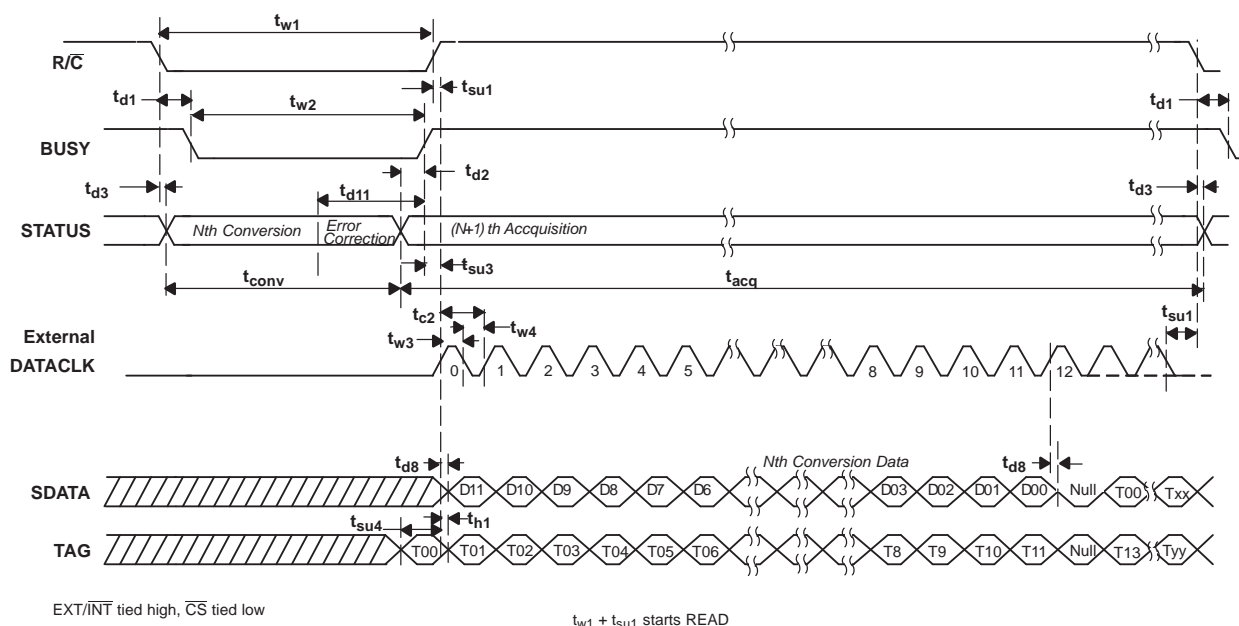 tw1
R/C
tsu1
td1
tw2
td1
BUSY
td2
td11
td3
td3
STATUS
Nth Conversion
Error Correction
(N+1) th Accquisition
tsu3
tconv
tacq
tc2
tsu1
External
tw3
tw4
DATACLK
0 1 2 3 4 5 8 9 10 11 12
Nth Conversion Data
td8
td8
SDATA
D11 D10 D9 D8 D7 D6 D03 D02 D01 D00 Null T00 Txx
tsu4
th1
TAG
T00 T01 T02 T03 T04 T05 T06 T8 T9 T10 T11 Null T13 Tyy
EXT/INT tied high, CS tied low
tw1 + tsu1 starts READ